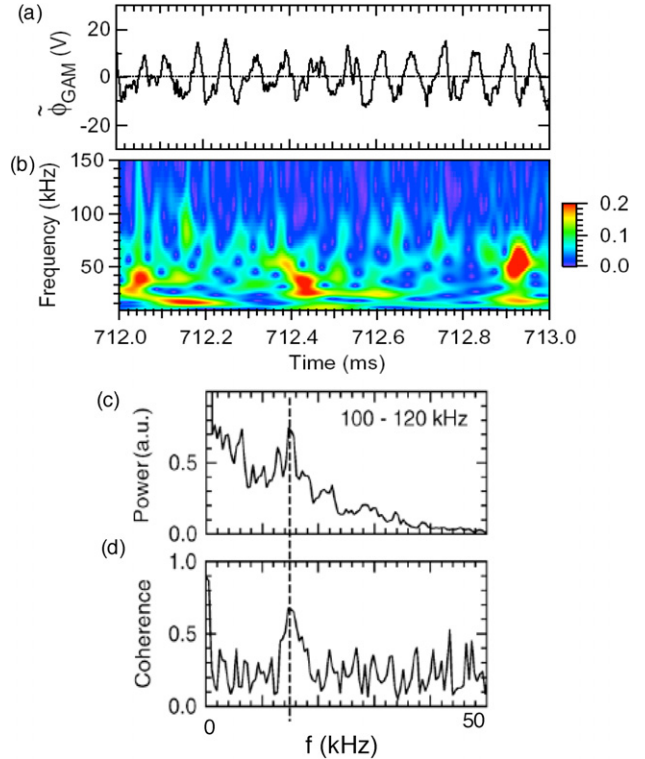 (a)
20
0
-20
ϕ̃GAM (V)
(b)
150
100
50
Frequency (kHz)
0.2
0.1
0.0
712.0 712.2 712.4 712.6 712.8 713.0
Time (ms)
(c)
100 - 120 kHz
0.5
0.0
Power (a.u.)
(d)
1.0
0.5
0.0
Coherence
0 50
f (kHz)